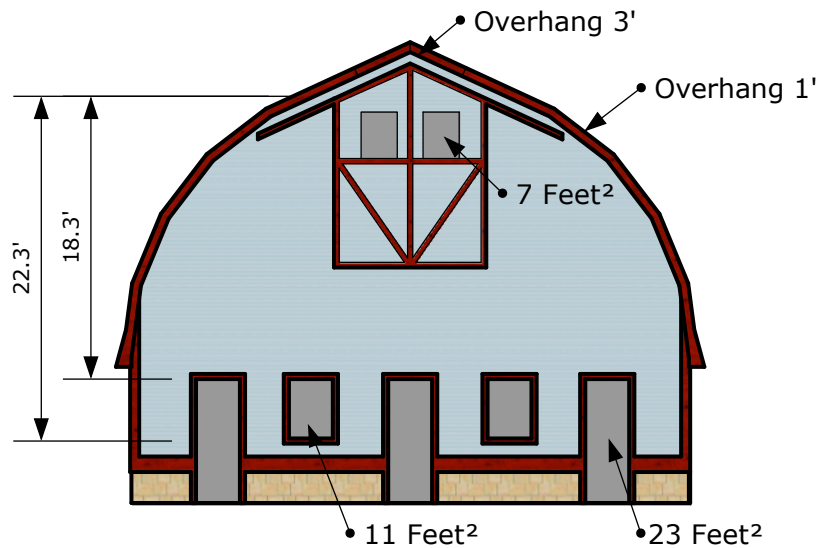 Overhang 3'
Overhang 1'
22.3'
18.3'
7 Feet²
11 Feet²
23 Feet²